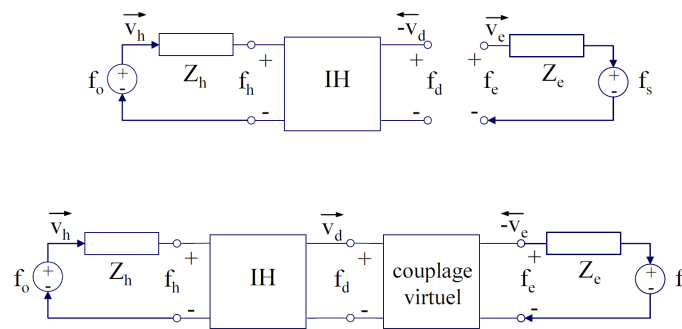 v_h -v_d v_e
f_o + - Z_h f_h + - IH + - f_d + - f_e Z_e + - f_s
v_h v_d -v_e
f_o + - Z_h f_h + - IH + - f_d couplage virtuel + - f_e Z_e + - f